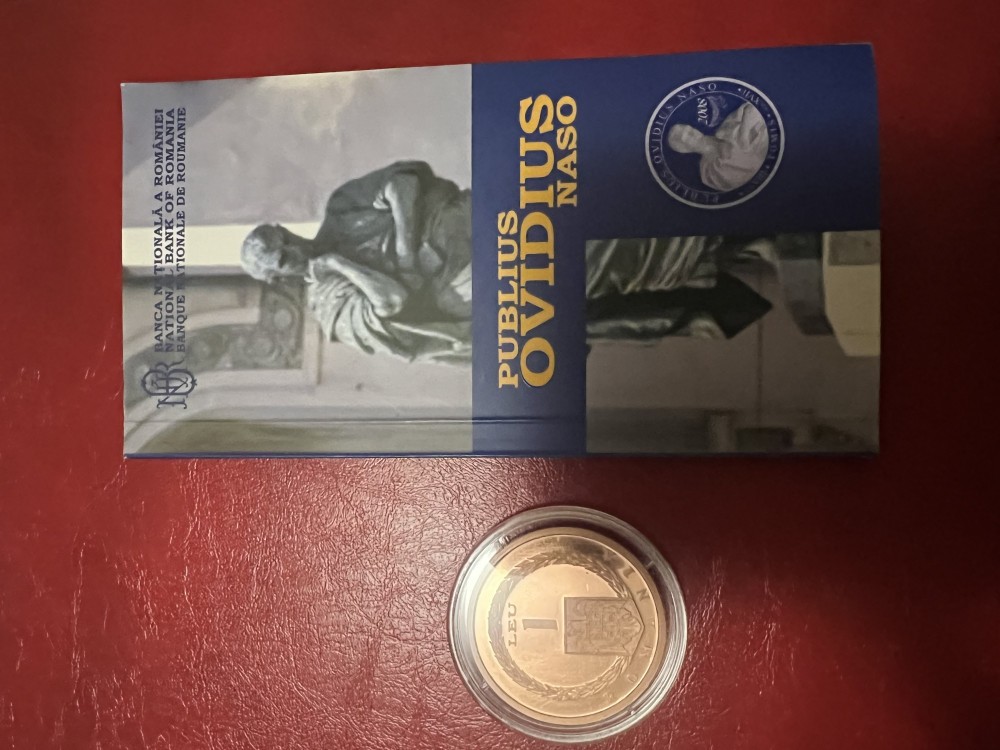 BANCA NAȚIONALĂ A ROMÂNIEI
NATIONAL BANK OF ROMANIA
BANQUE NATIONALE DE ROUMANIE
PUBLIUS
OVIDIUS
NASO
PUBLIUS OVIDIUS NASO
2008
LEU
1